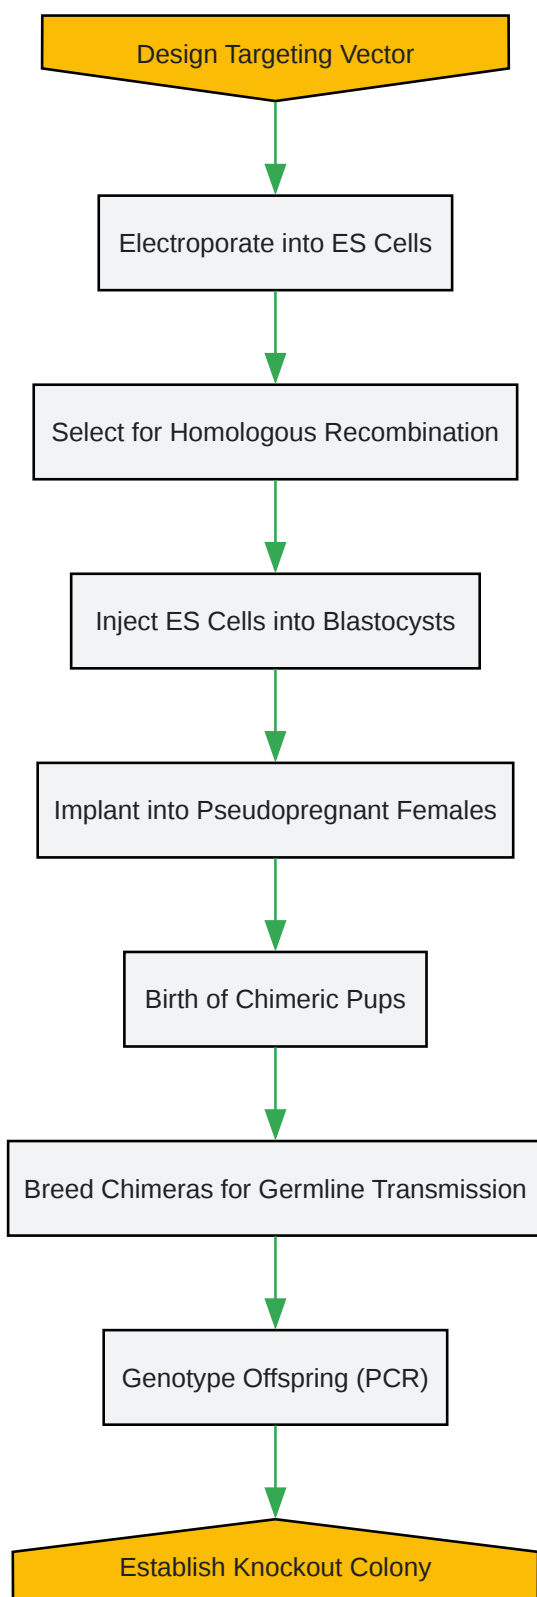 Design Targeting Vector
Electroporate into ES Cells
Select for Homologous Recombination
Inject ES Cells into Blastocysts
Implant into Pseudopregnant Females
Birth of Chimeric Pups
Breed Chimeras for Germline Transmission
Genotype Offspring (PCR)
Establish Knockout Colony